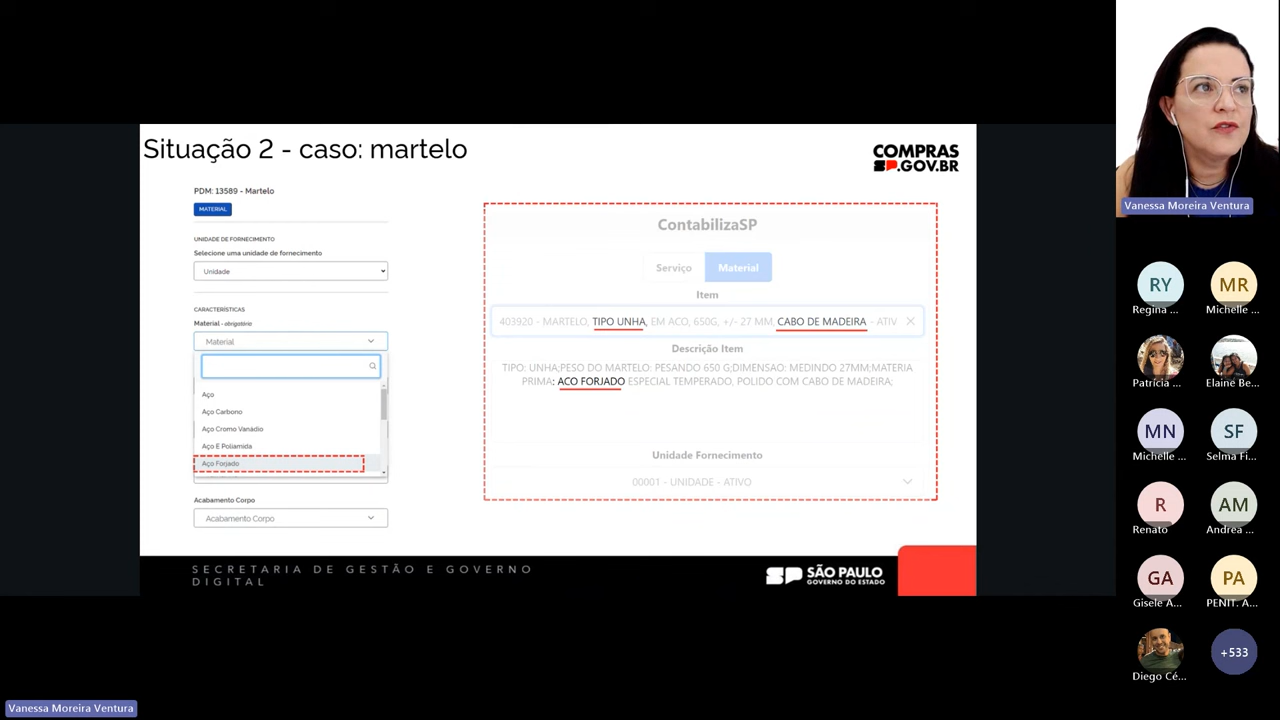 Situação 2 - caso: martelo
COMPRAS
SP.GOV.BR
PDM: 13589 - Martelo
MATERIAL
UNIDADE DE FORNECIMENTO
Selecione uma unidade de fornecimento
Unidade
CARACTERÍSTICAS
Material - obrigatório
Material
Aço
Aço Carbono
Aço Cromo Vanádio
Aço E Poliamida
Aço Forjado
Acabamento Corpo
Acabamento Corpo
ContabilizaSP
Serviço Material
Item
403920 - MARTELO, TIPO UNHA, EM ACO, 650G, +/- 27 MM, CABO DE MADEIRA - ATIV
Descrição Item
TIPO: UNHA;PESO DO MARTELO: PESANDO 650 G;DIMENSAO: MEDINDO 27MM;MATERIA
PRIMA: ACO FORJADO ESPECIAL TEMPERADO, POLIDO COM CABO DE MADEIRA;
Unidade Fornecimento
00001 - UNIDADE - ATIVO
SECRETARIA DE GESTÃO E GOVERNO
DIGITAL
SP SÃO PAULO
GOVERNO DO ESTADO
Vanessa Moreira Ventura
RY MR
Regina ... Michelle ...
Patrícia ... Elaine Be...
MN SF
Michelle ... Selma Fi...
R AM
Renato Andrea ...
GA PA
Gisele A... PENIT. A...
+533
Diego Cé...
Vanessa Moreira Ventura